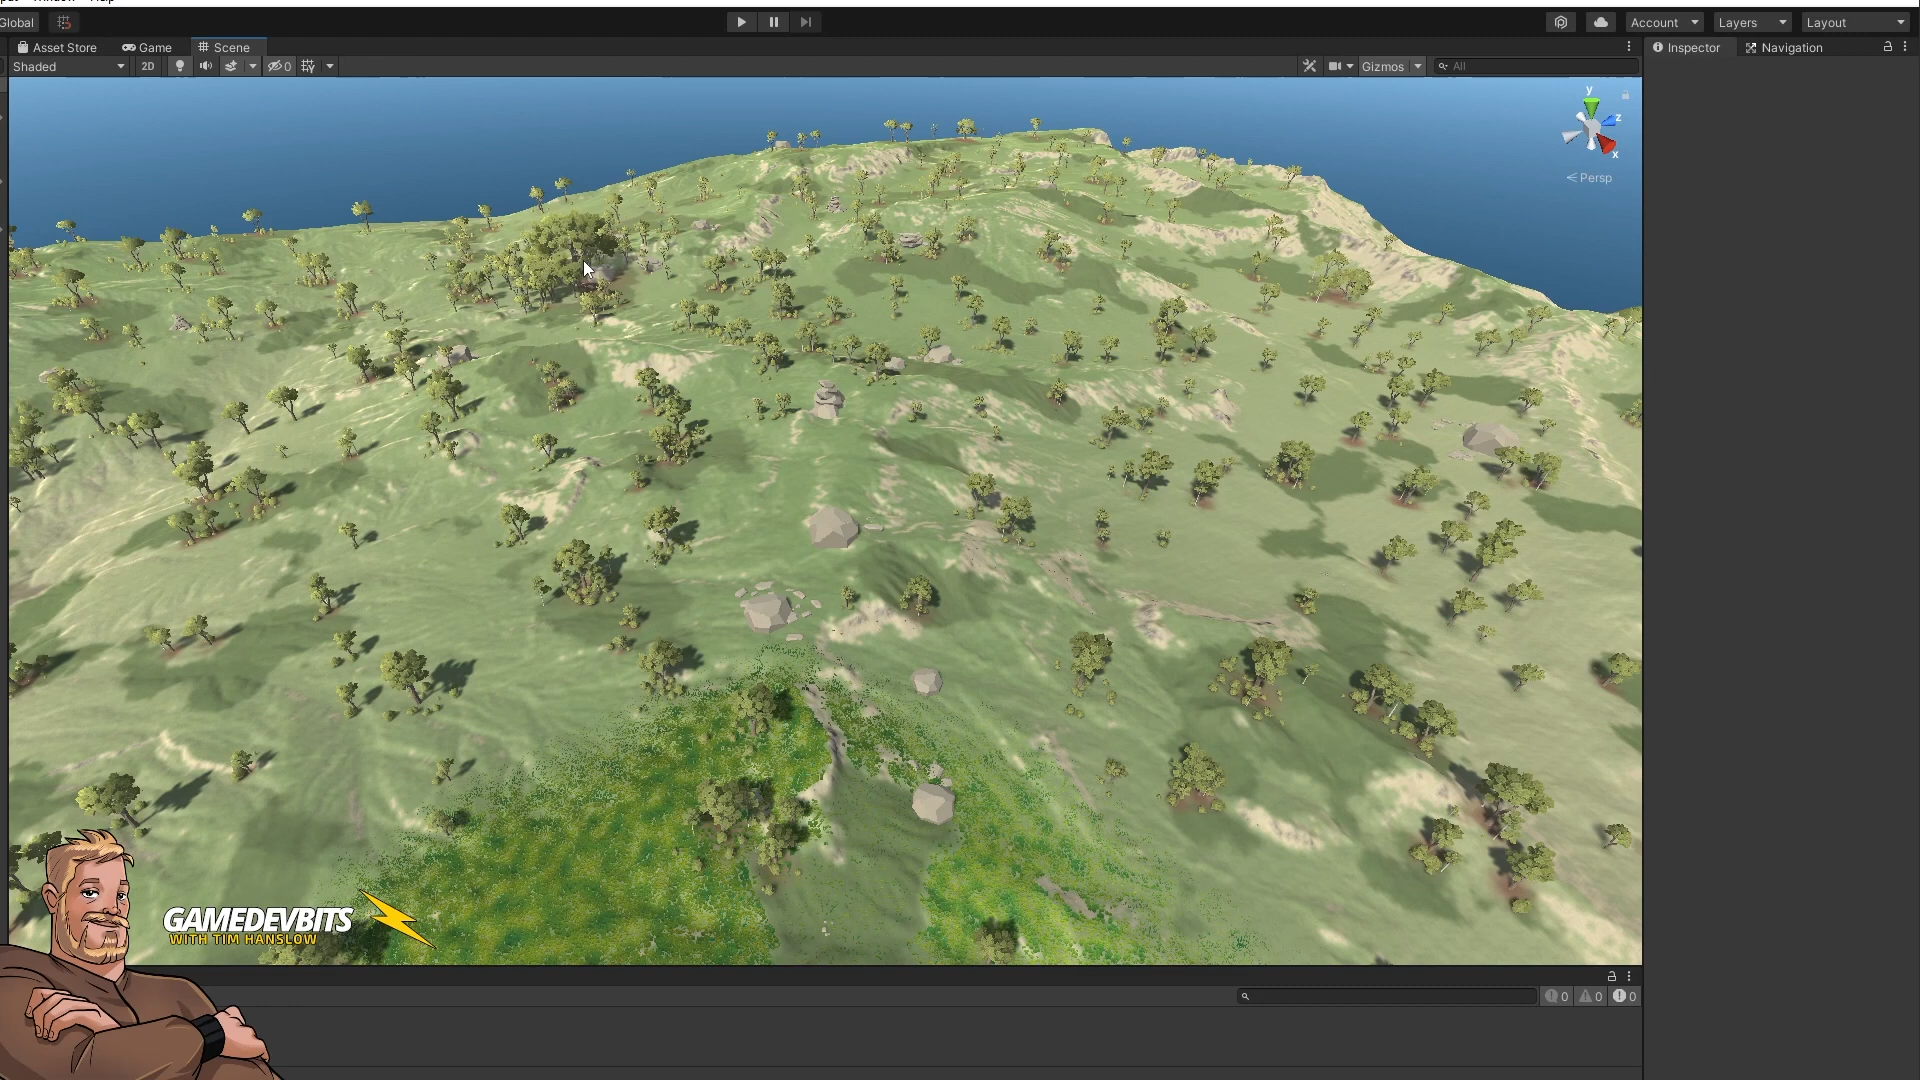 Help
Global
Account
Layers
Layout
Asset Store
Game
Scene
Inspector
Navigation
Shaded
2D
0
Gizmos
All
y
z
x
Persp
GAMEDEVBITS
WITH TIM HANSLOW
0
0
0